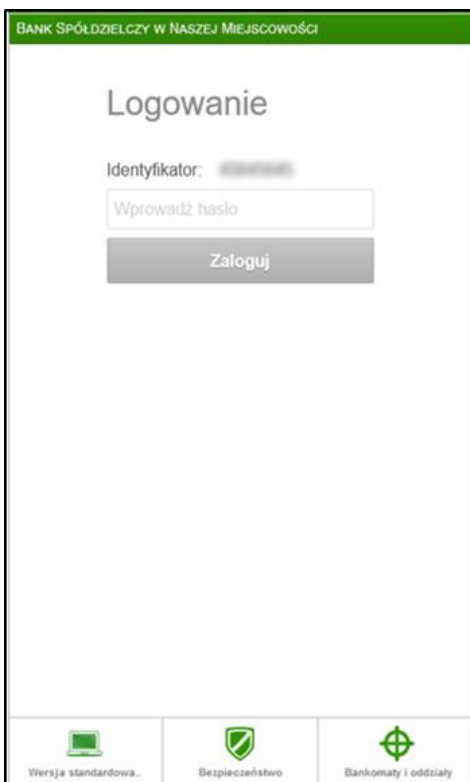 BANK SPÓŁDZIELCZY W NASZEJ MIEJSCOWOŚCI
Logowanie
Identyfikator:
Wprowadź hasło
Zaloguj
Wersja standardowa.. Bezpieczeństwo Bankomaty i oddziały